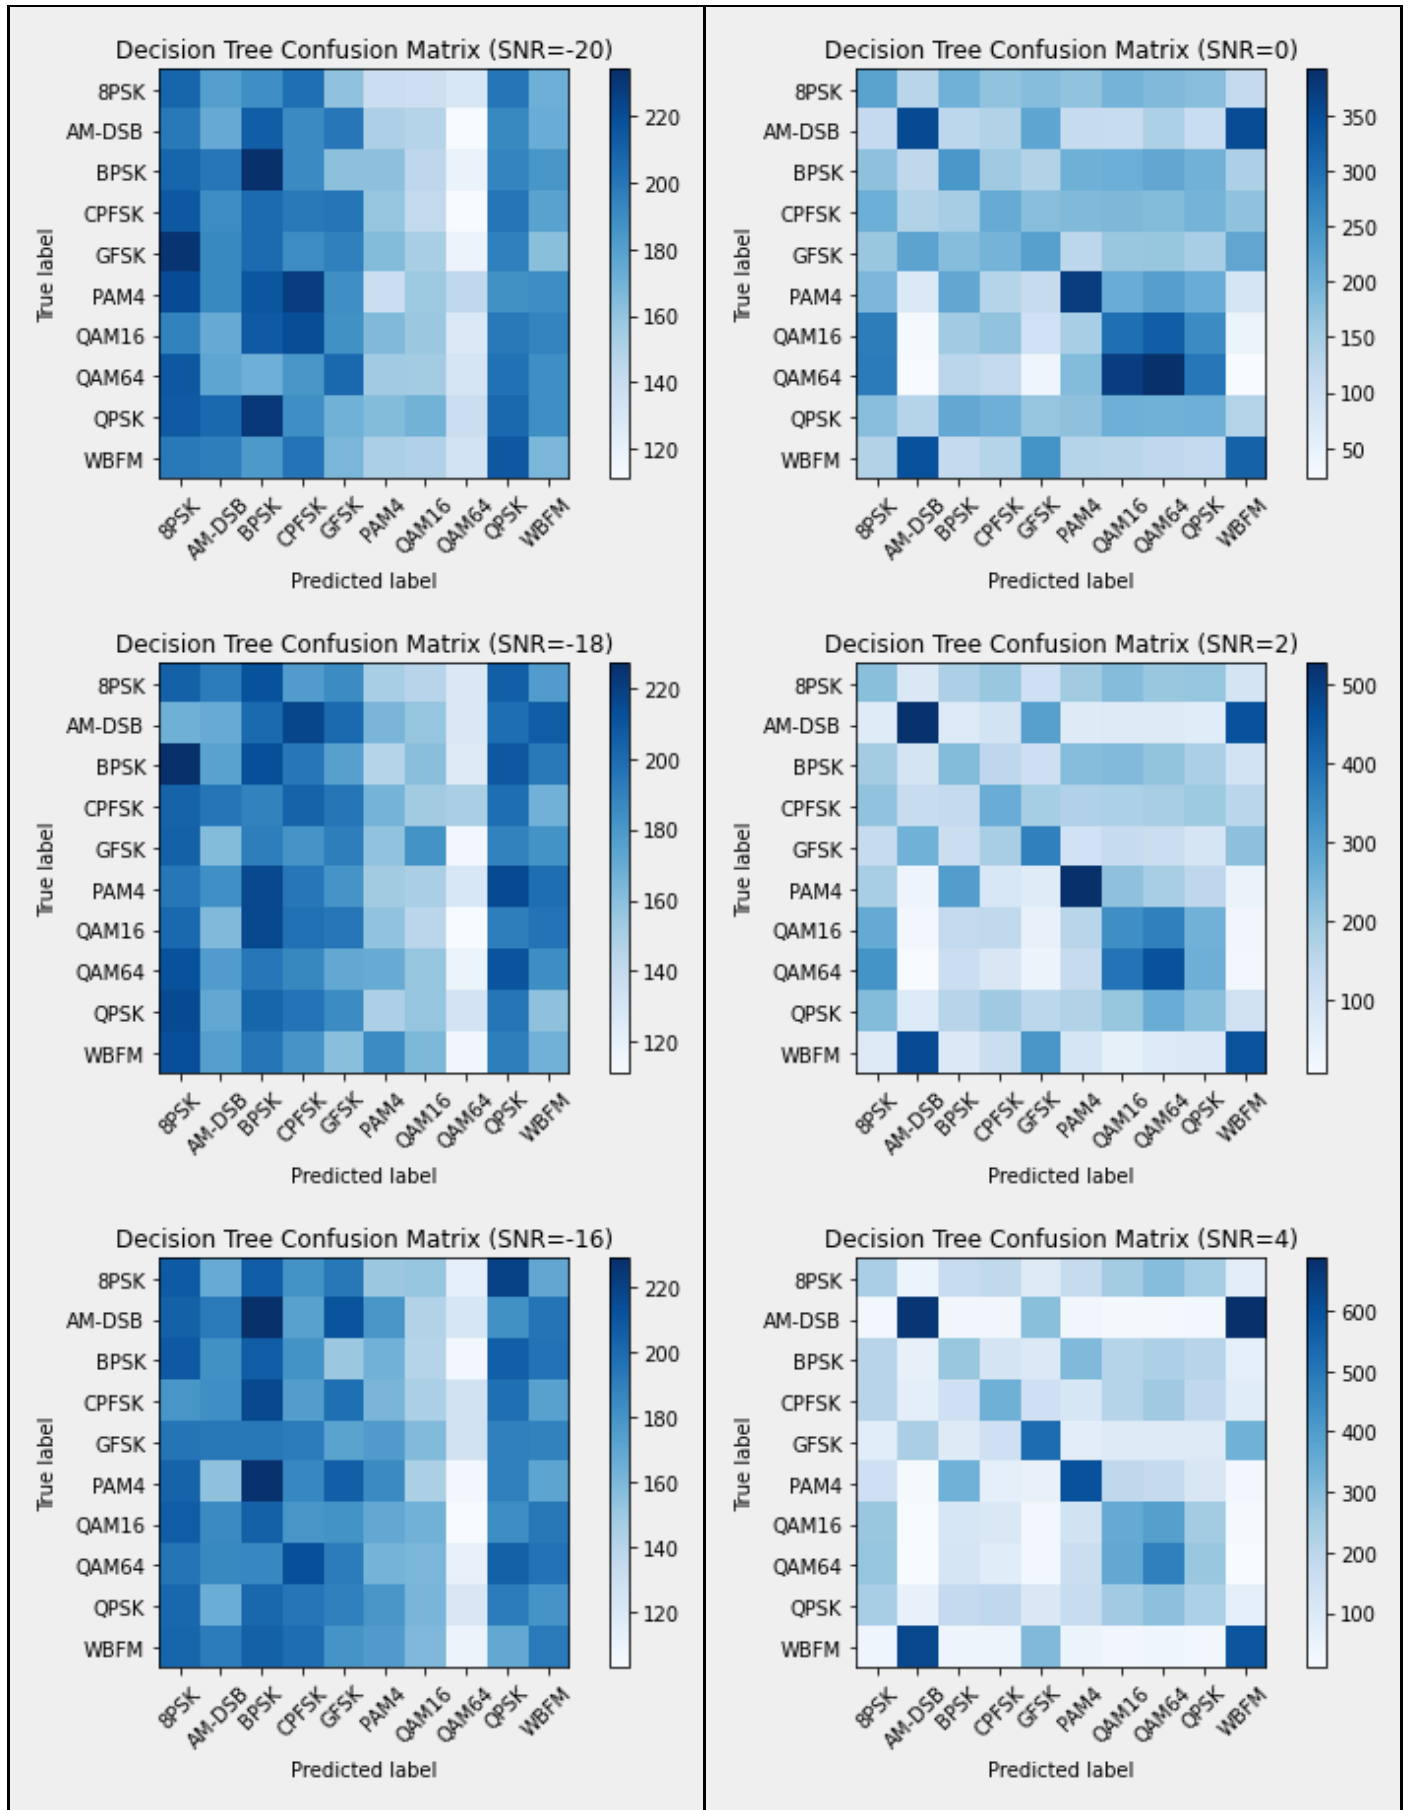 Decision Tree Confusion Matrix (SNR=-20)
8PSK
AM-DSB
BPSK
CPFSK
GFSK
PAM4
QAM16
QAM64
QPSK
WBFM
True label
8PSK
AM-DSB
BPSK
CPFSK
GFSK
PAM4
QAM16
QAM64
QPSK
WBFM
Predicted label
220
200
180
160
140
120
Decision Tree Confusion Matrix (SNR=0)
8PSK
AM-DSB
BPSK
CPFSK
GFSK
PAM4
QAM16
QAM64
QPSK
WBFM
True label
8PSK
AM-DSB
BPSK
CPFSK
GFSK
PAM4
QAM16
QAM64
QPSK
WBFM
Predicted label
350
300
250
200
150
100
50
Decision Tree Confusion Matrix (SNR=-18)
8PSK
AM-DSB
BPSK
CPFSK
GFSK
PAM4
QAM16
QAM64
QPSK
WBFM
True label
8PSK
AM-DSB
BPSK
CPFSK
GFSK
PAM4
QAM16
QAM64
QPSK
WBFM
Predicted label
220
200
180
160
140
120
Decision Tree Confusion Matrix (SNR=2)
8PSK
AM-DSB
BPSK
CPFSK
GFSK
PAM4
QAM16
QAM64
QPSK
WBFM
True label
8PSK
AM-DSB
BPSK
CPFSK
GFSK
PAM4
QAM16
QAM64
QPSK
WBFM
Predicted label
500
400
300
200
100
Decision Tree Confusion Matrix (SNR=-16)
8PSK
AM-DSB
BPSK
CPFSK
GFSK
PAM4
QAM16
QAM64
QPSK
WBFM
True label
8PSK
AM-DSB
BPSK
CPFSK
GFSK
PAM4
QAM16
QAM64
QPSK
WBFM
Predicted label
220
200
180
160
140
120
Decision Tree Confusion Matrix (SNR=4)
8PSK
AM-DSB
BPSK
CPFSK
GFSK
PAM4
QAM16
QAM64
QPSK
WBFM
True label
8PSK
AM-DSB
BPSK
CPFSK
GFSK
PAM4
QAM16
QAM64
QPSK
WBFM
Predicted label
600
500
400
300
200
100